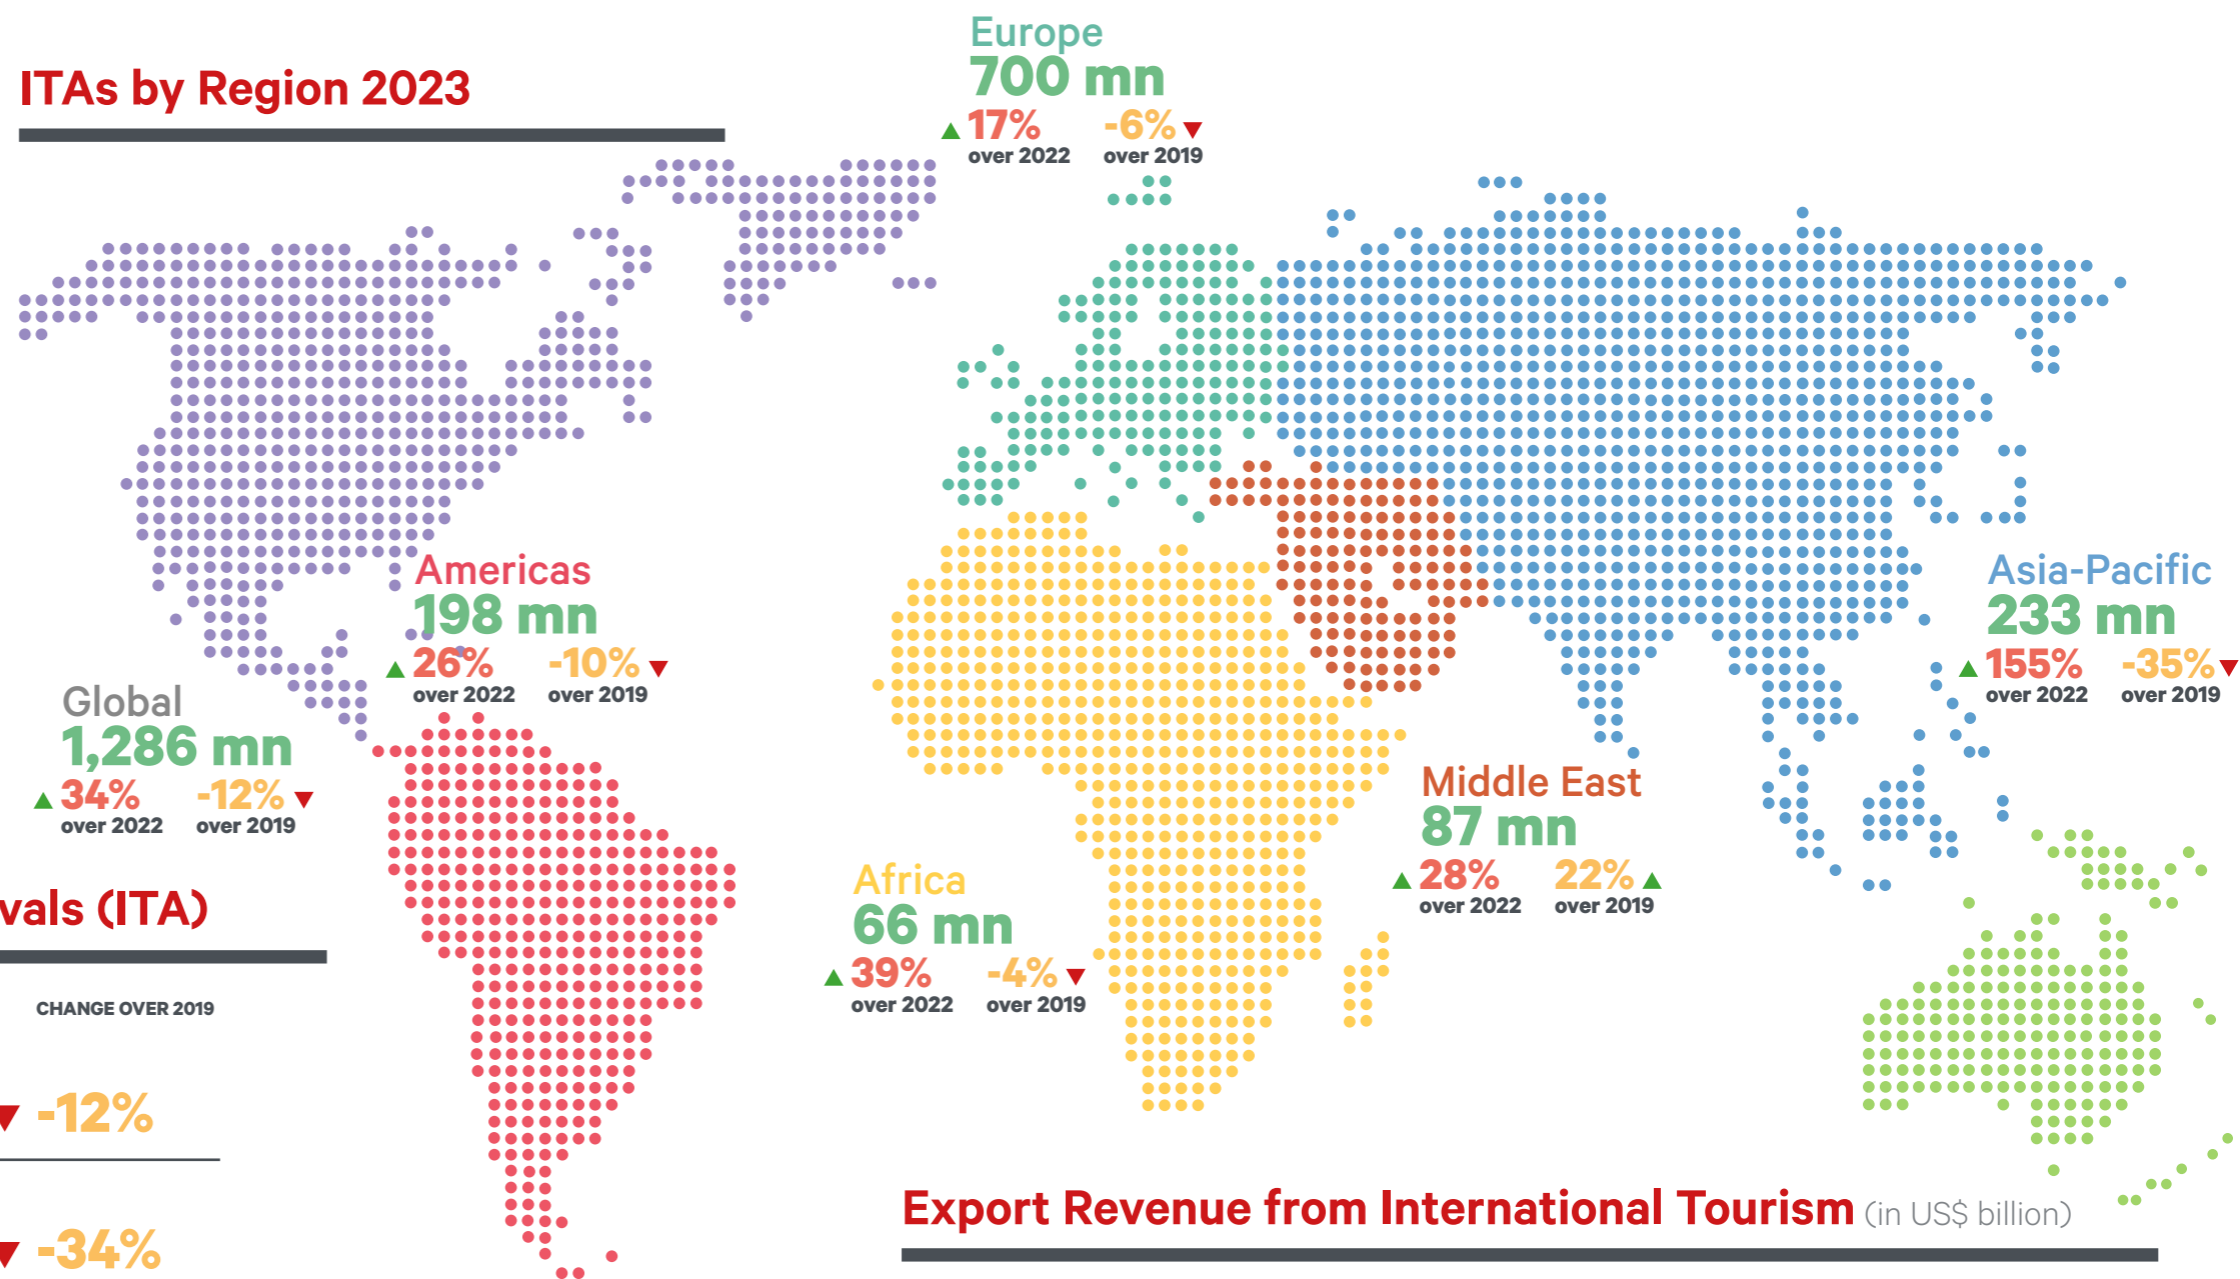 ITAs by Region 2023
Europe
700 mn
17% -6%
over 2022 over 2019
Americas
198 mn
26% -10%
over 2022 over 2019
Asia-Pacific
233 mn
155% -35%
over 2022 over 2019
Global
1,286 mn
34% -12%
over 2022 over 2019
Middle East
87 mn
28% 22%
over 2022 over 2019
Africa
66 mn
39% -4%
over 2022 over 2019
vals (ITA)
CHANGE OVER 2019
-12%
-34%
Export Revenue from International Tourism (in US$ billion)